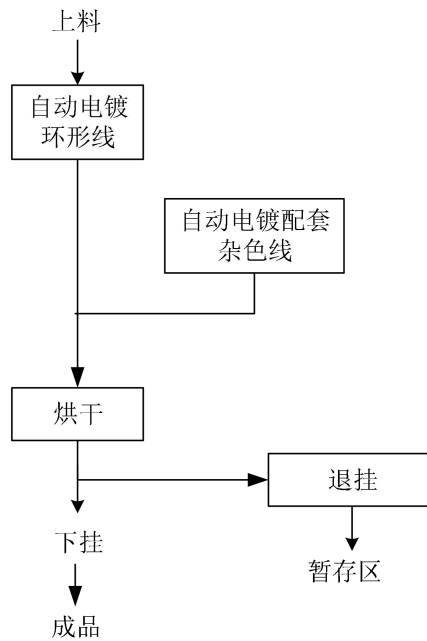 上料
自动电镀
环形线
自动电镀配套
杂色线
烘干
退挂
下挂
暂存区
成品